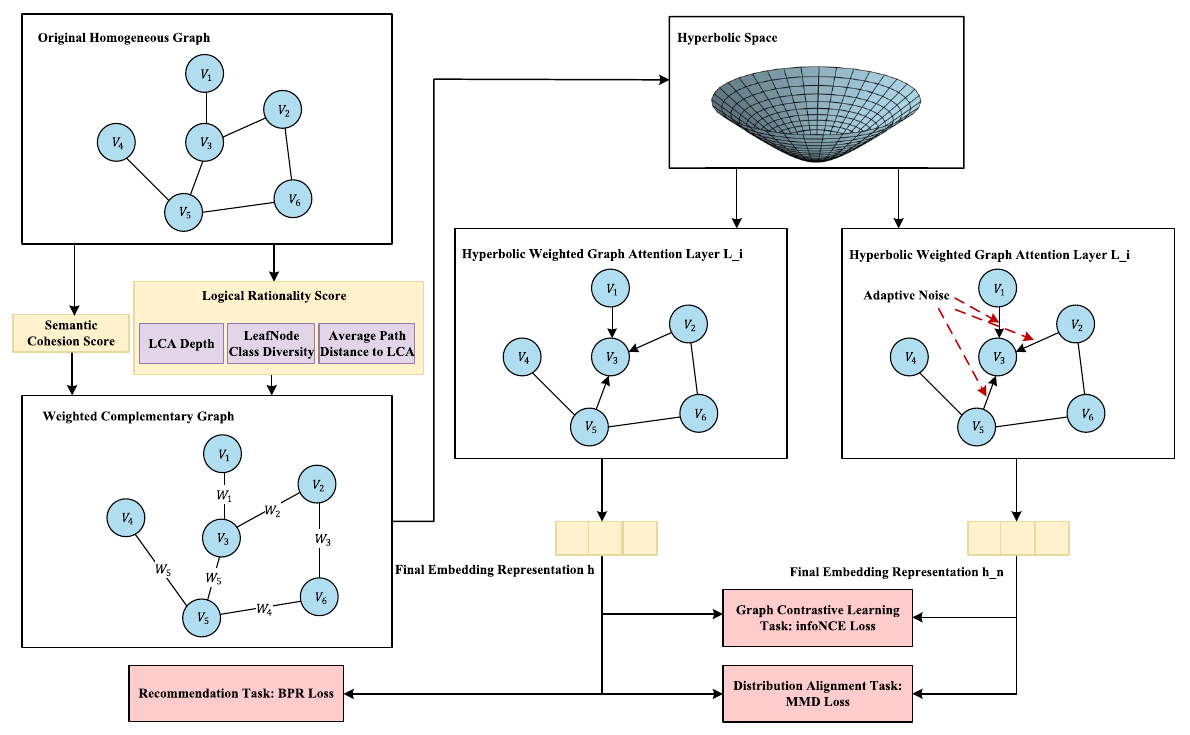 Original Homogeneous Graph
V1
V2
V3
V4
V5
V6
Semantic
Cohesion Score
Logical Rationality Score
LCA Depth
LeafNode
Class Diversity
Average Path
Distance to LCA
Weighted Complementary Graph
V1
V2
V3
V4
V5
V6
W1
W2
W3
W5
W5
W4
Hyperbolic Space
Hyperbolic Weighted Graph Attention Layer L_i
V1
V2
V3
V4
V5
V6
Hyperbolic Weighted Graph Attention Layer L_i
Adaptive Noise
V1
V2
V3
V4
V5
V6
Final Embedding Representation h
Final Embedding Representation h_n
Graph Contrastive Learning
Task: infoNCE Loss
Recommendation Task: BPR Loss
Distribution Alignment Task:
MMD Loss